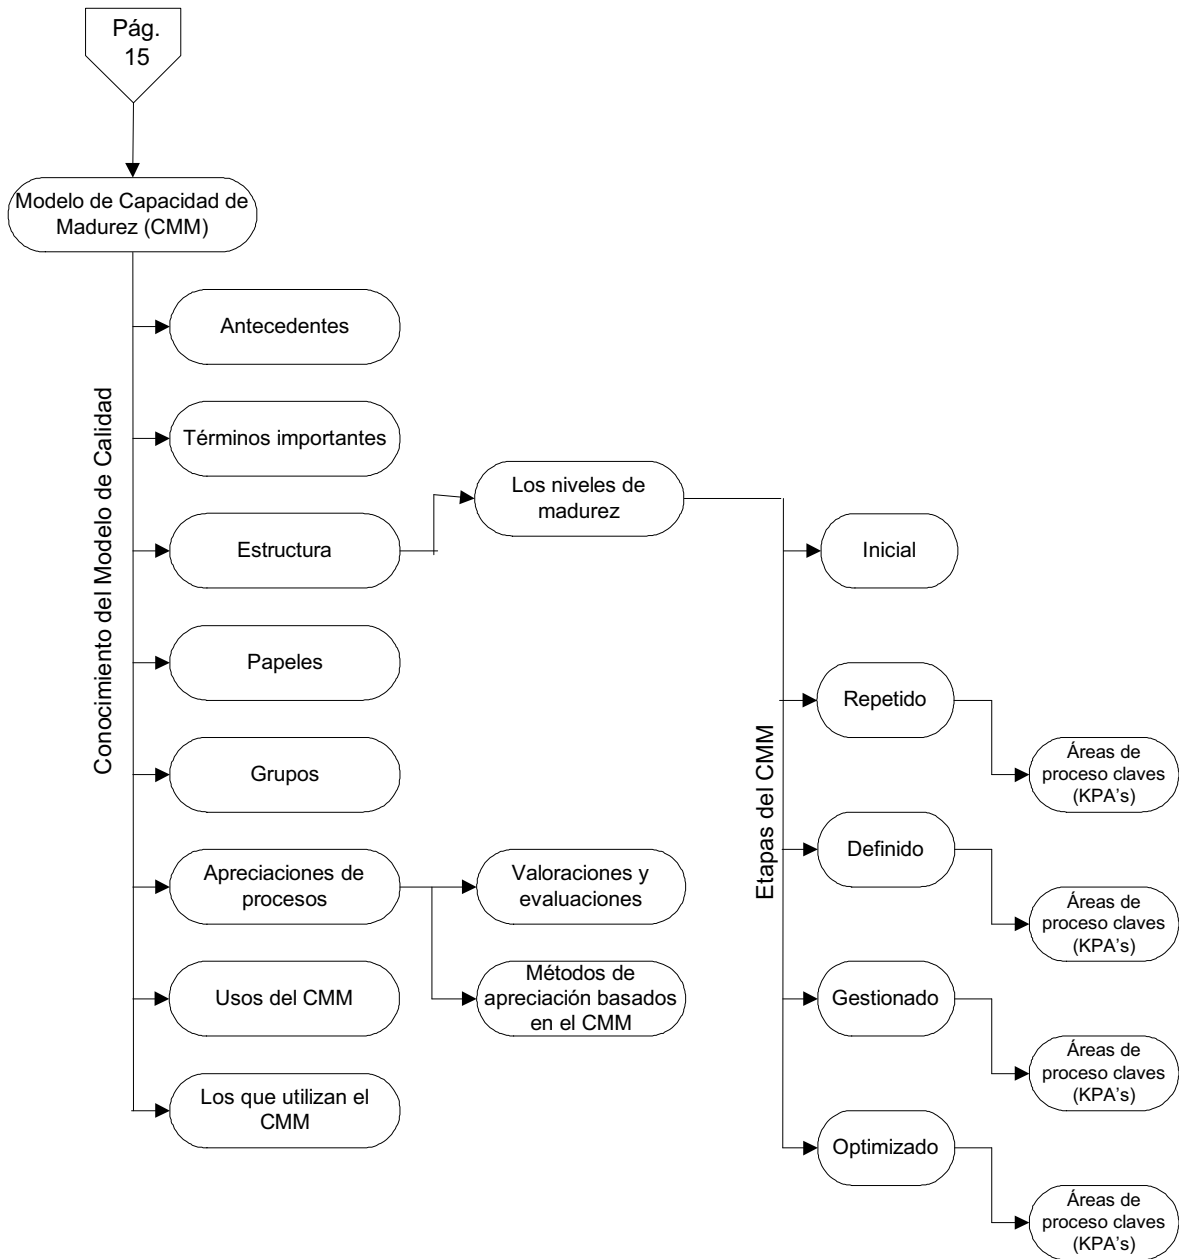 Pág.
15
Modelo de Capacidad de
Madurez (CMM)
Conocimiento del Modelo de Calidad
Antecedentes
Términos importantes
Estructura
Papeles
Grupos
Apreciaciones de
procesos
Usos del CMM
Los que utilizan el
CMM
Los niveles de
madurez
Valoraciones y
evaluaciones
Métodos de
apreciación basados
en el CMM
Etapas del CMM
Inicial
Repetido
Áreas de
proceso claves
(KPA's)
Definido
Áreas de
proceso claves
(KPA's)
Gestionado
Áreas de
proceso claves
(KPA's)
Optimizado
Áreas de
proceso claves
(KPA's)